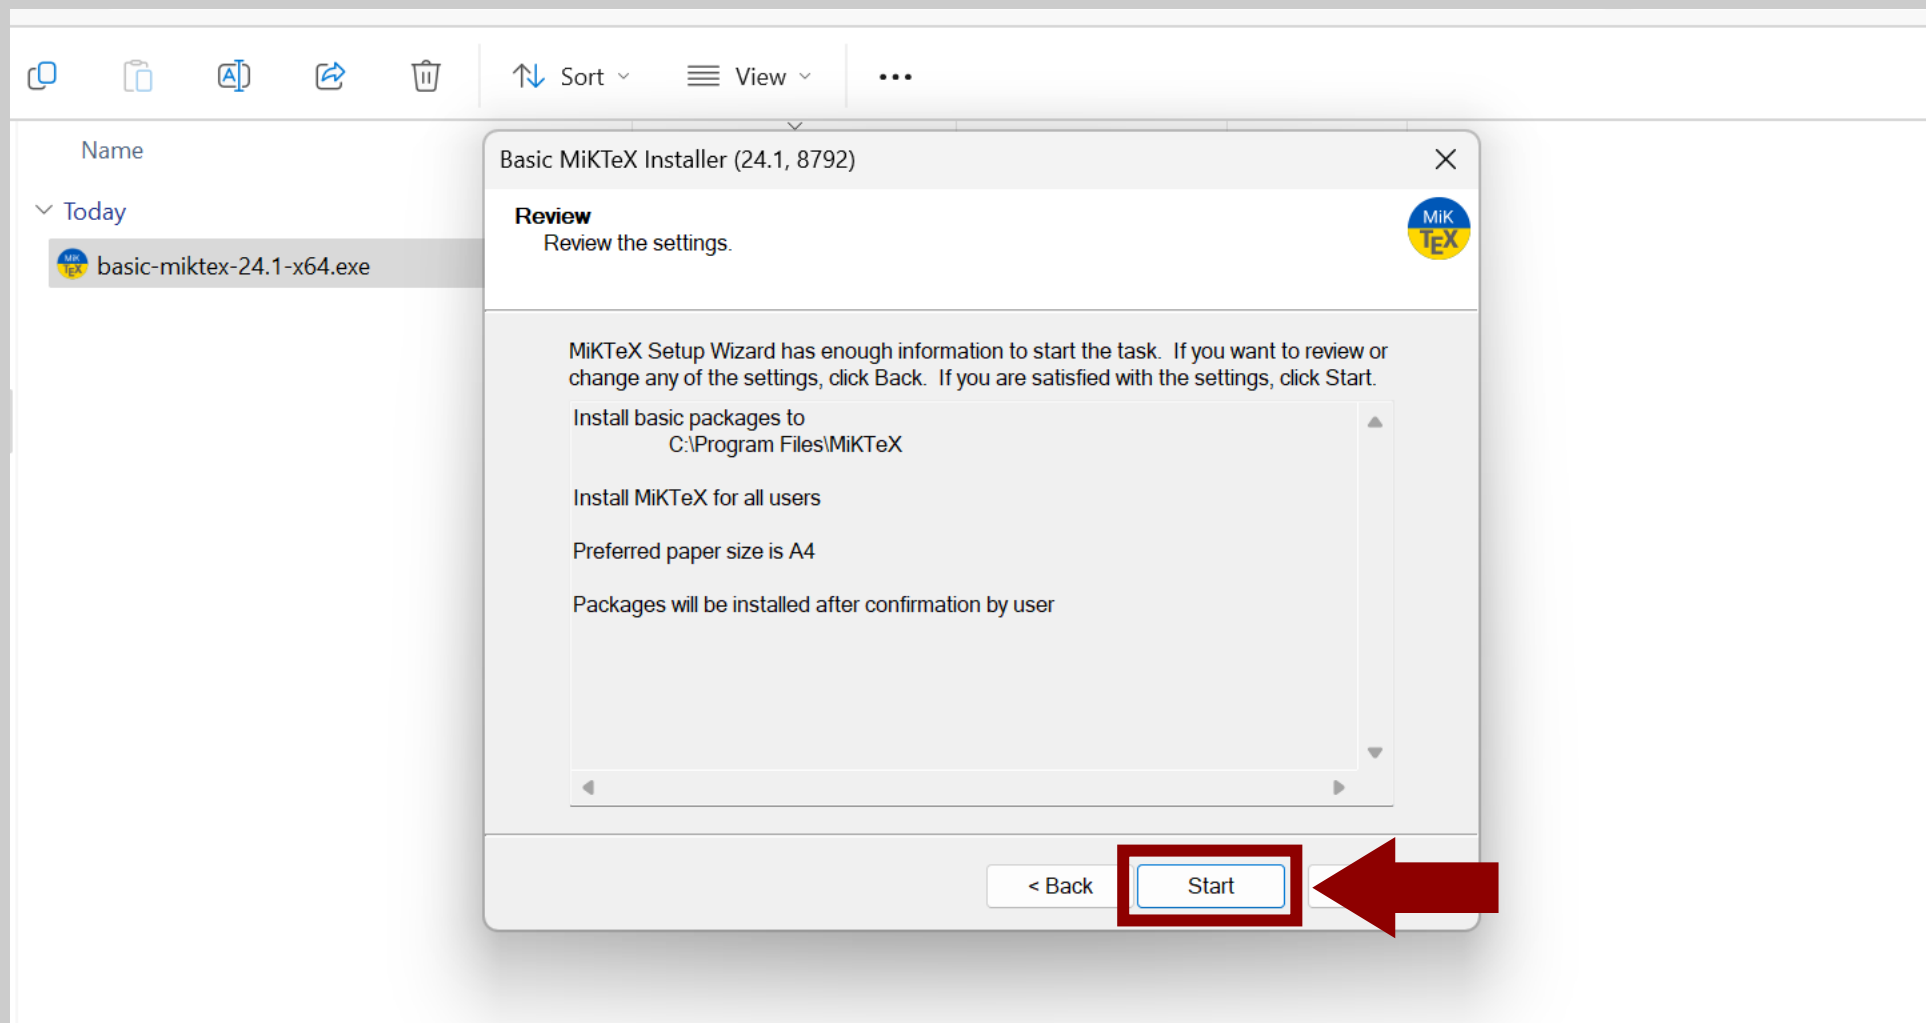 Sort
View
Name
Today
basic-miktex-24.1-x64.exe
Basic MiKTeX Installer (24.1, 8792)
Review
Review the settings.
MiK
TEX
MiKTeX Setup Wizard has enough information to start the task.  If you want to review or
change any of the settings, click Back.  If you are satisfied with the settings, click Start.
Install basic packages to
C:\Program Files\MiKTeX
Install MiKTeX for all users
Preferred paper size is A4
Packages will be installed after confirmation by user
< Back
Start